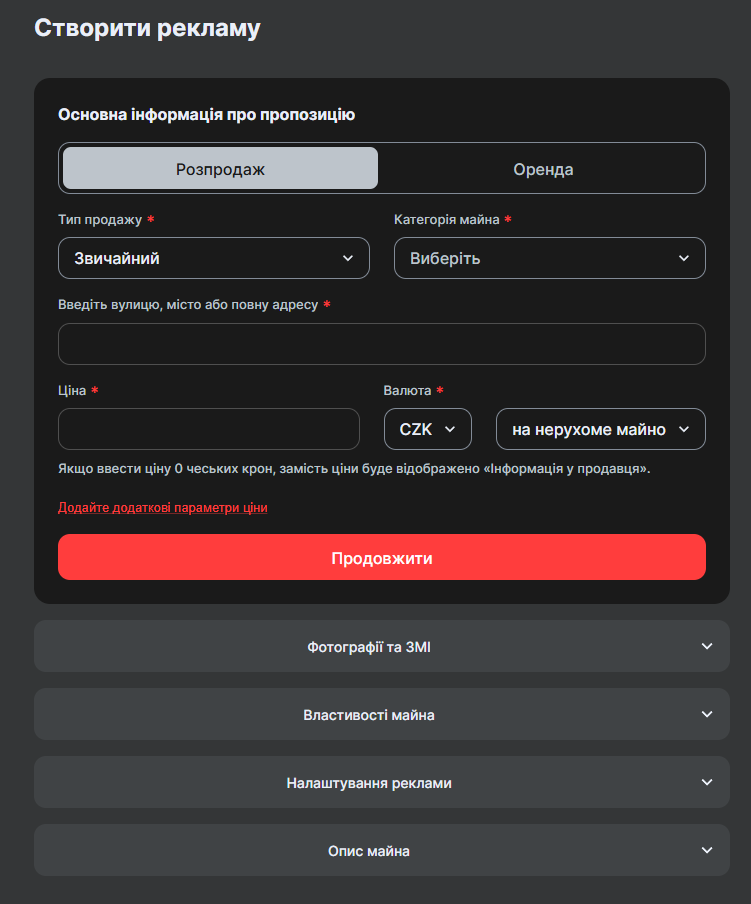 Створити рекламу
Основна інформація про пропозицію
Розпродаж Оренда
Тип продажу * Категорія майна *
Звичайний Виберіть
Введіть вулицю, місто або повну адресу *
Ціна * Валюта *
CZK на нерухоме майно
Якщо ввести ціну 0 чеських крон, замість ціни буде відображено «Інформація у продавця».
Додайте додаткові параметри ціни
Продовжити
Фотографії та ЗМІ
Властивості майна
Налаштування реклами
Опис майна